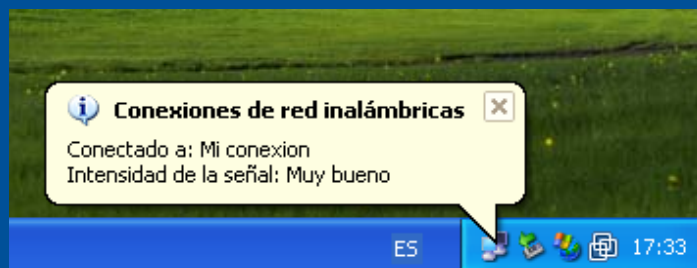 Conexiones de red inalámbricas
Conectado a: Mi conexion
Intensidad de la señal: Muy bueno
ES 17:33